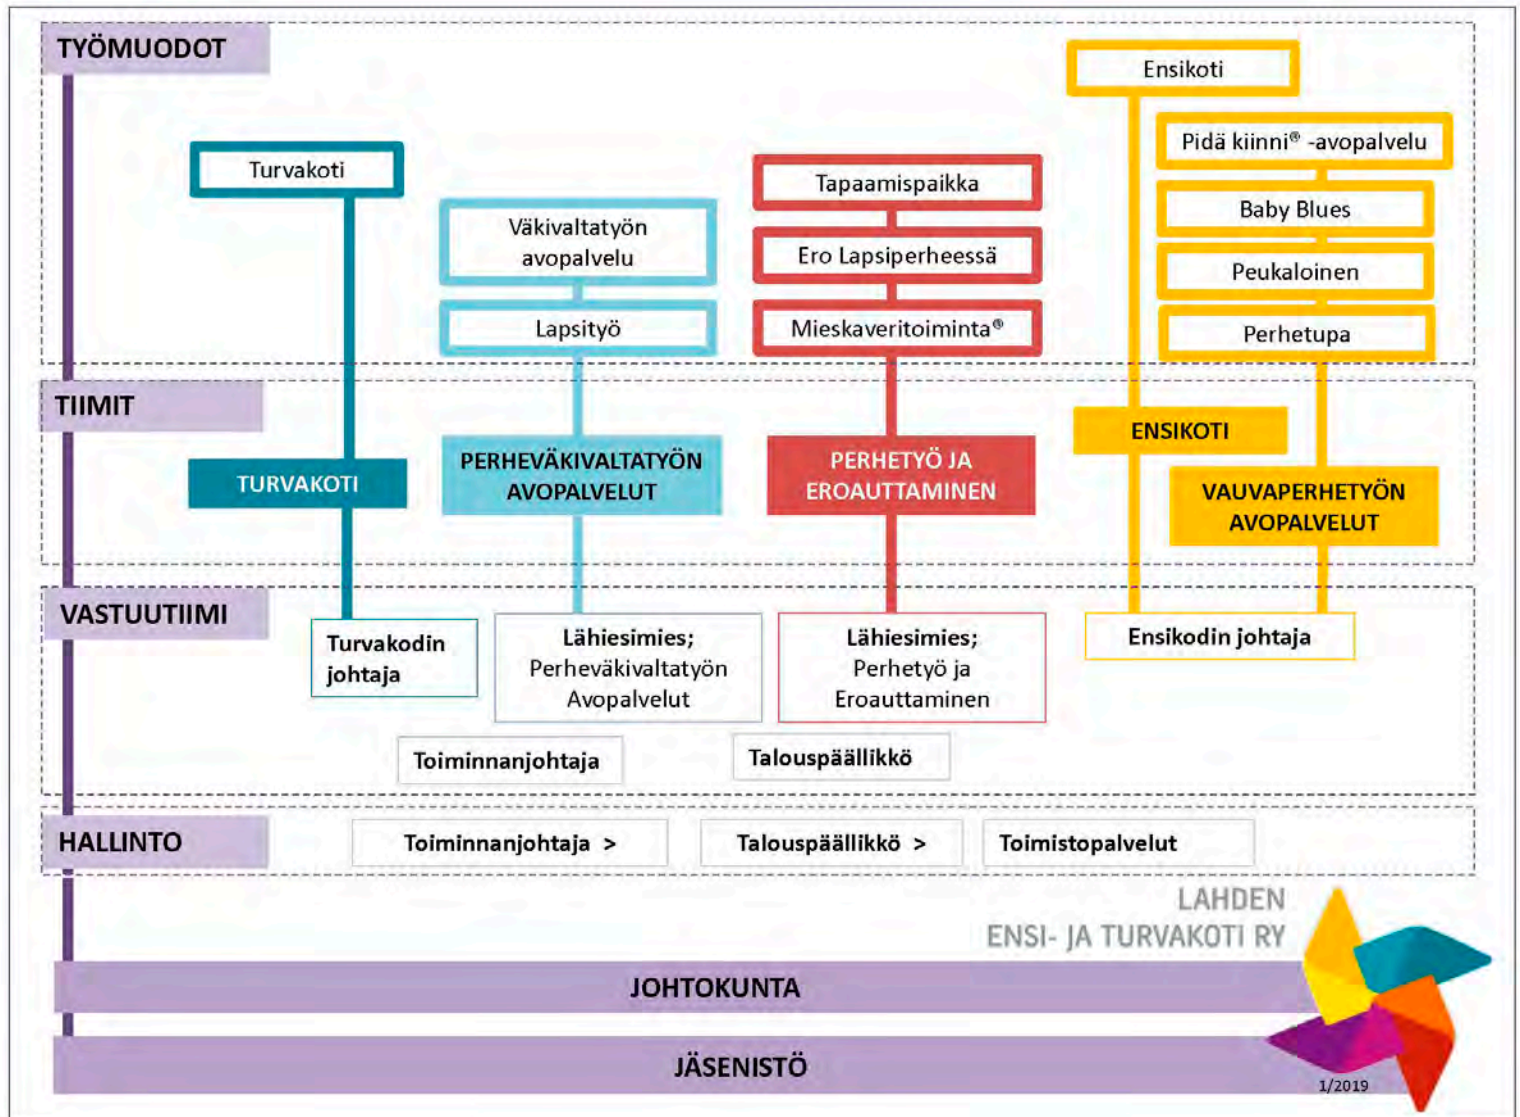 TYÖMUODOT
Ensikoti
Turvakoti
Väkivaltatyön
avopalvelu
Lapsityö
Tapaamispaikka
Ero Lapsiperheessä
Mieskaveritoiminta®
Pidä kiinni® -avopalvelu
Baby Blues
Peukaloinen
Perhetupa
TIIMIT
TURVAKOTI
PERHEVÄKIVALTATYÖN
AVOPALVELUT
PERHETYÖ JA
EROAUTTAMINEN
ENSIKOTI
VAUVAPERHETYÖN
AVOPALVELUT
VASTUUTIIMI
Turvakodin
johtaja
Lähiesimies;
Perheväkivaltatyön
Avopalvelut
Lähiesimies;
Perhetyö ja
Eroauttaminen
Ensikodin johtaja
Toiminnanjohtaja
Talouspäällikkö
HALLINTO
Toiminnanjohtaja >
Talouspäällikkö >
Toimistopalvelut
LAHDEN
ENSI- JA TURVAKOTI RY
JOHTOKUNTA
JÄSENISTÖ
1/2019